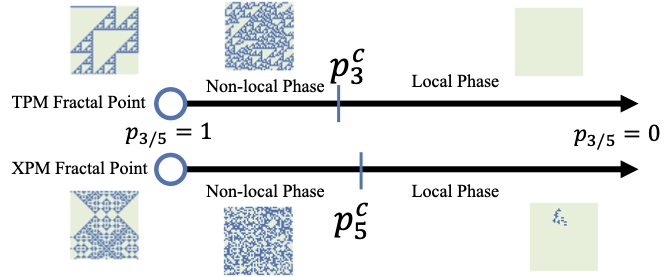 p_3^c
Non-local Phase
Local Phase
TPM Fractal Point
p_{3/5} = 1
p_{3/5} = 0
XPM Fractal Point
Non-local Phase
Local Phase
p_5^c